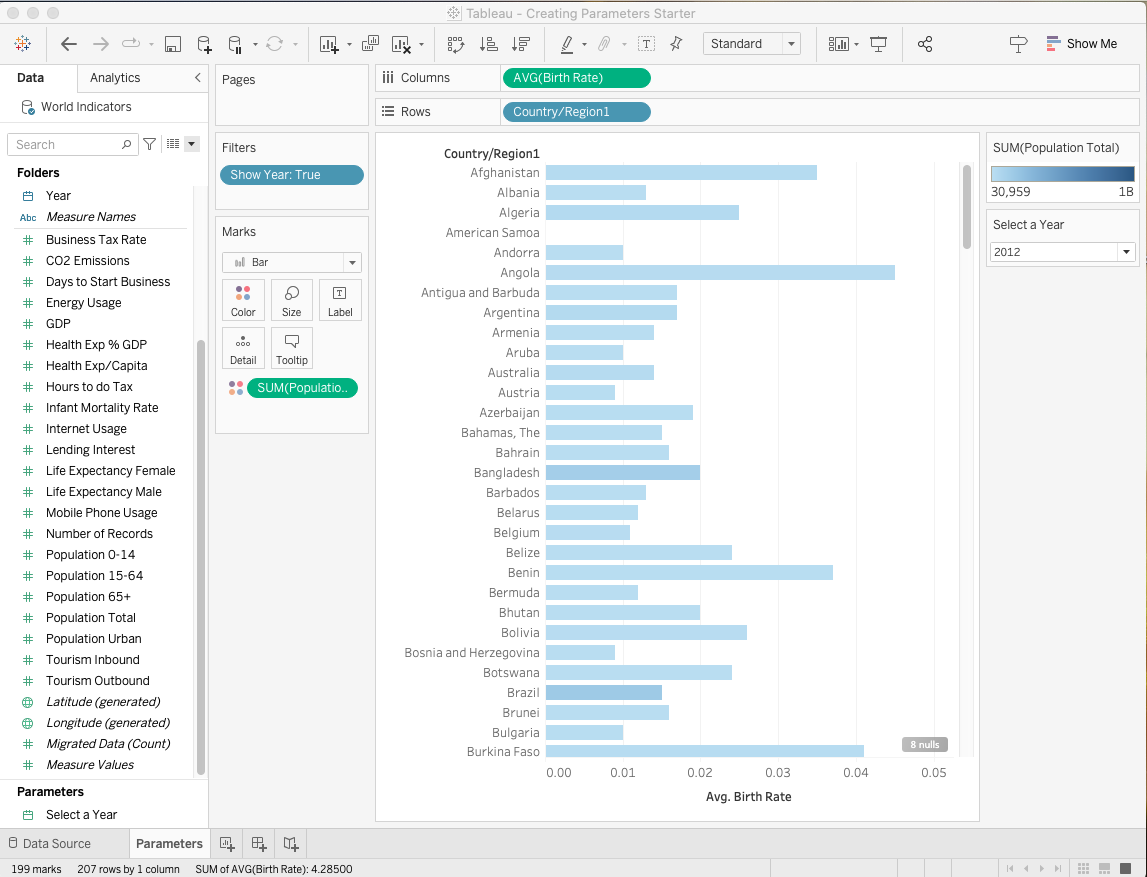 Tableau - Creating Parameters Starter
Standard
Show Me
Data
Analytics
World Indicators
Search
Folders
Year
Abc Measure Names
Business Tax Rate
CO2 Emissions
Days to Start Business
Energy Usage
GDP
Health Exp % GDP
Health Exp/Capita
Hours to do Tax
Infant Mortality Rate
Internet Usage
Lending Interest
Life Expectancy Female
Life Expectancy Male
Mobile Phone Usage
Number of Records
Population 0-14
Population 15-64
Population 65+
Population Total
Population Urban
Tourism Inbound
Tourism Outbound
Latitude (generated)
Longitude (generated)
Migrated Data (Count)
Measure Values
Parameters
Select a Year
Pages
Filters
Show Year: True
Marks
Bar
Color Size Label
Detail Tooltip
SUM(Populatio..
Columns AVG(Birth Rate)
Rows Country/Region1
Country/Region1
Afghanistan
Albania
Algeria
American Samoa
Andorra
Angola
Antigua and Barbuda
Argentina
Armenia
Aruba
Australia
Austria
Azerbaijan
Bahamas, The
Bahrain
Bangladesh
Barbados
Belarus
Belgium
Belize
Benin
Bermuda
Bhutan
Bolivia
Bosnia and Herzegovina
Botswana
Brazil
Brunei
Bulgaria
Burkina Faso
8 nulls
0.00 0.01 0.02 0.03 0.04 0.05
Avg. Birth Rate
SUM(Population Total)
30,959 1B
Select a Year
2012
Data Source
Parameters
199 marks 207 rows by 1 column SUM of AVG(Birth Rate): 4.28500